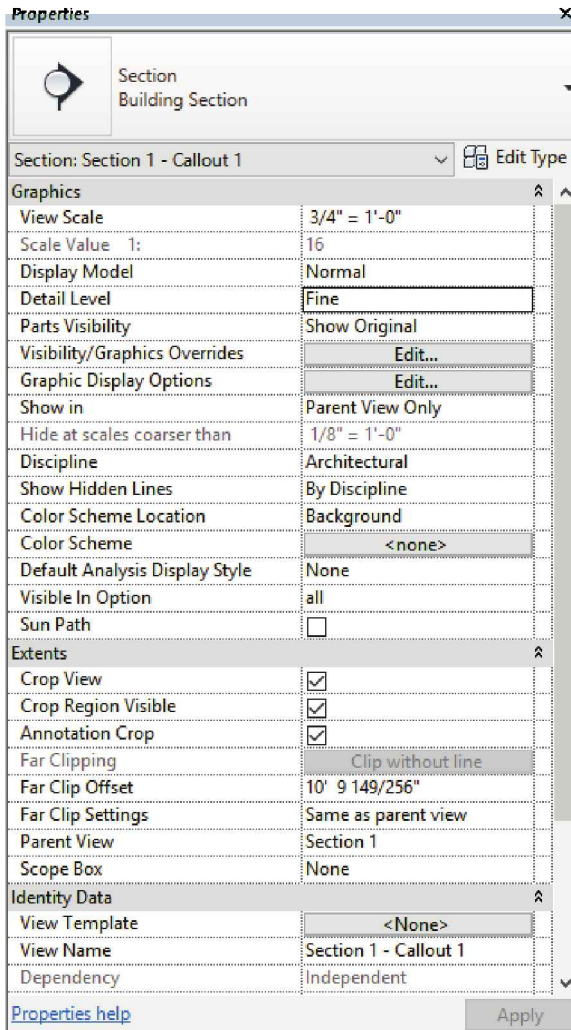 Properties
Section
Building Section
Section: Section 1 - Callout 1 Edit Type
Graphics
View Scale 3/4" = 1'-0"
Scale Value 1: 16
Display Model Normal
Detail Level Fine
Parts Visibility Show Original
Visibility/Graphics Overrides Edit...
Graphic Display Options Edit...
Show in Parent View Only
Hide at scales coarser than 1/8" = 1'-0"
Discipline Architectural
Show Hidden Lines By Discipline
Color Scheme Location Background
Color Scheme <none>
Default Analysis Display Style None
Visible In Option all
Sun Path
Extents
Crop View
Crop Region Visible
Annotation Crop
Far Clipping Clip without line
Far Clip Offset 10' 9 149/256"
Far Clip Settings Same as parent view
Parent View Section 1
Scope Box None
Identity Data
View Template <None>
View Name Section 1 - Callout 1
Dependency Independent
Properties help Apply